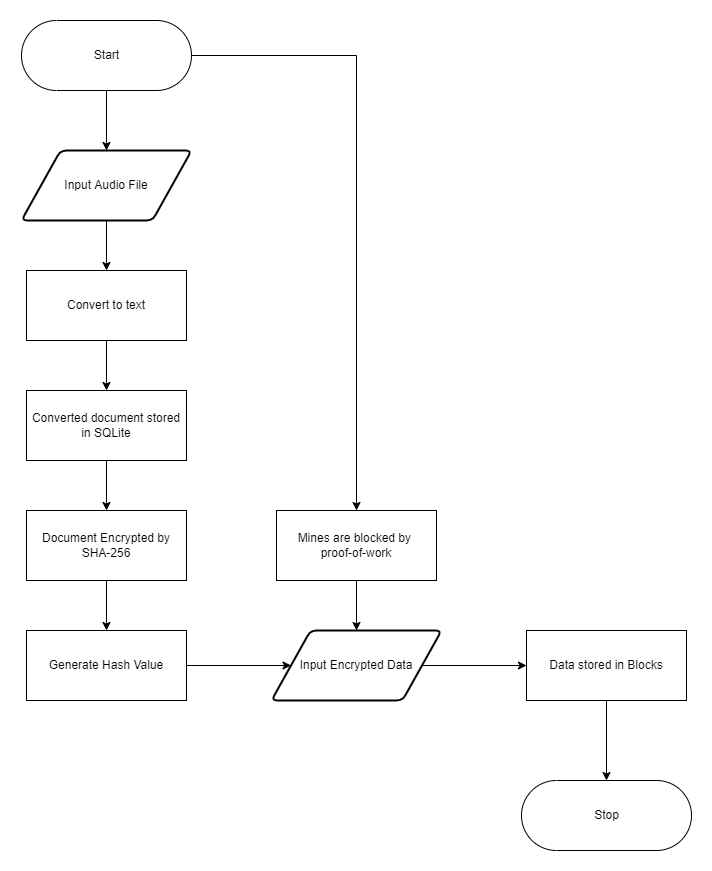 Start
Input Audio File
Convert to text
Converted document stored
in SQLite
Document Encrypted by
SHA-256
Mines are blocked by
proof-of-work
Generate Hash Value
Input Encrypted Data
Data stored in Blocks
Stop